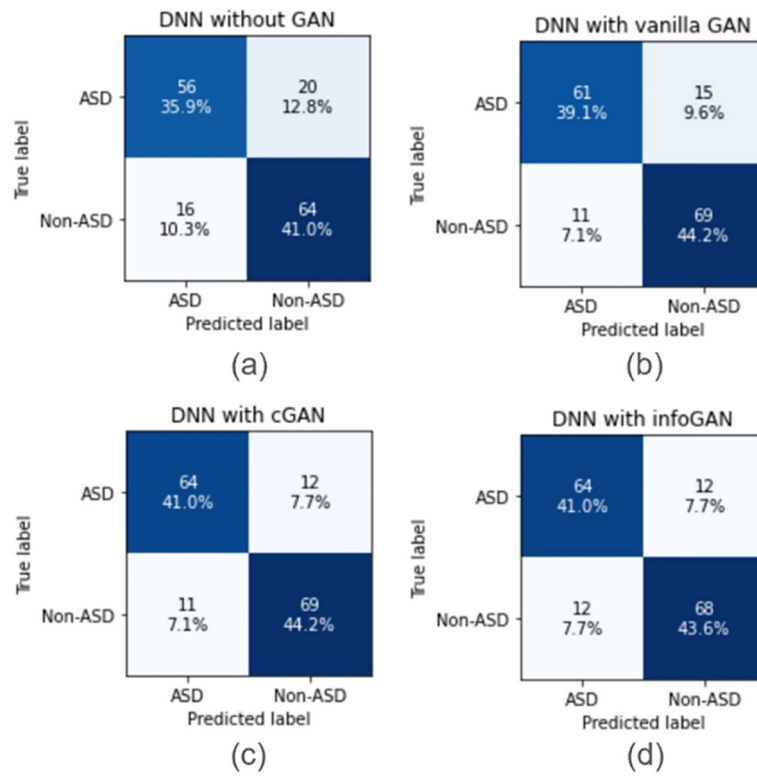 DNN without GAN
True label
ASD
56
35.9%
20
12.8%
Non-ASD
16
10.3%
64
41.0%
ASD
Non-ASD
Predicted label
(a)
DNN with vanilla GAN
True label
ASD
61
39.1%
15
9.6%
Non-ASD
11
7.1%
69
44.2%
ASD
Non-ASD
Predicted label
(b)
DNN with cGAN
True label
ASD
64
41.0%
12
7.7%
Non-ASD
11
7.1%
69
44.2%
ASD
Non-ASD
Predicted label
(c)
DNN with infoGAN
True label
ASD
64
41.0%
12
7.7%
Non-ASD
12
7.7%
68
43.6%
ASD
Non-ASD
Predicted label
(d)